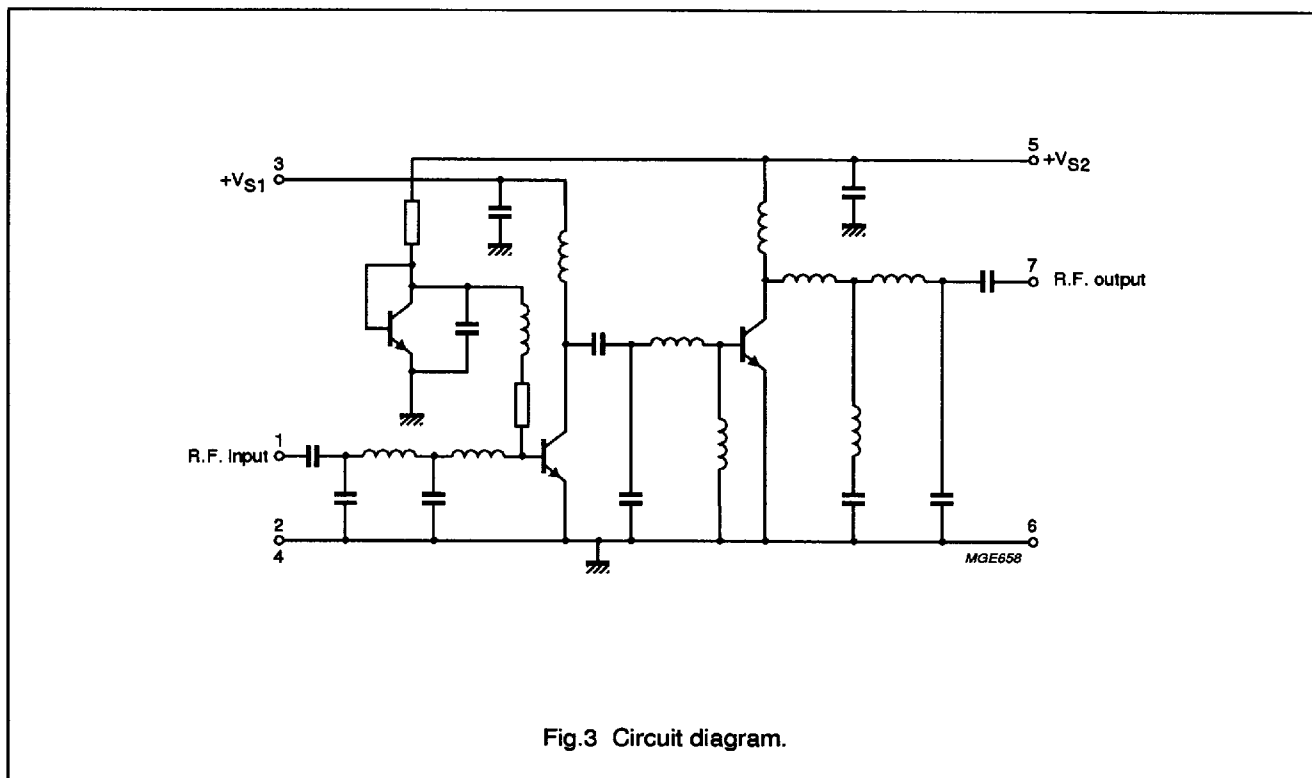 3
+VS1
5
+VS2
7
R.F. output
1
R.F. Input
2
4
6
MGE658
Fig.3 Circuit diagram.